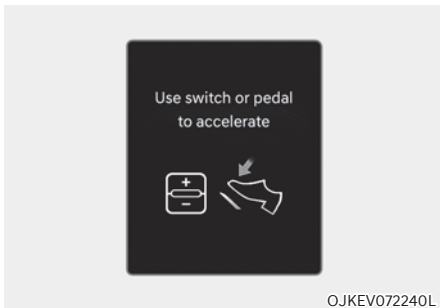 Use switch or pedal
to accelerate
+
−
OJKEV072240L